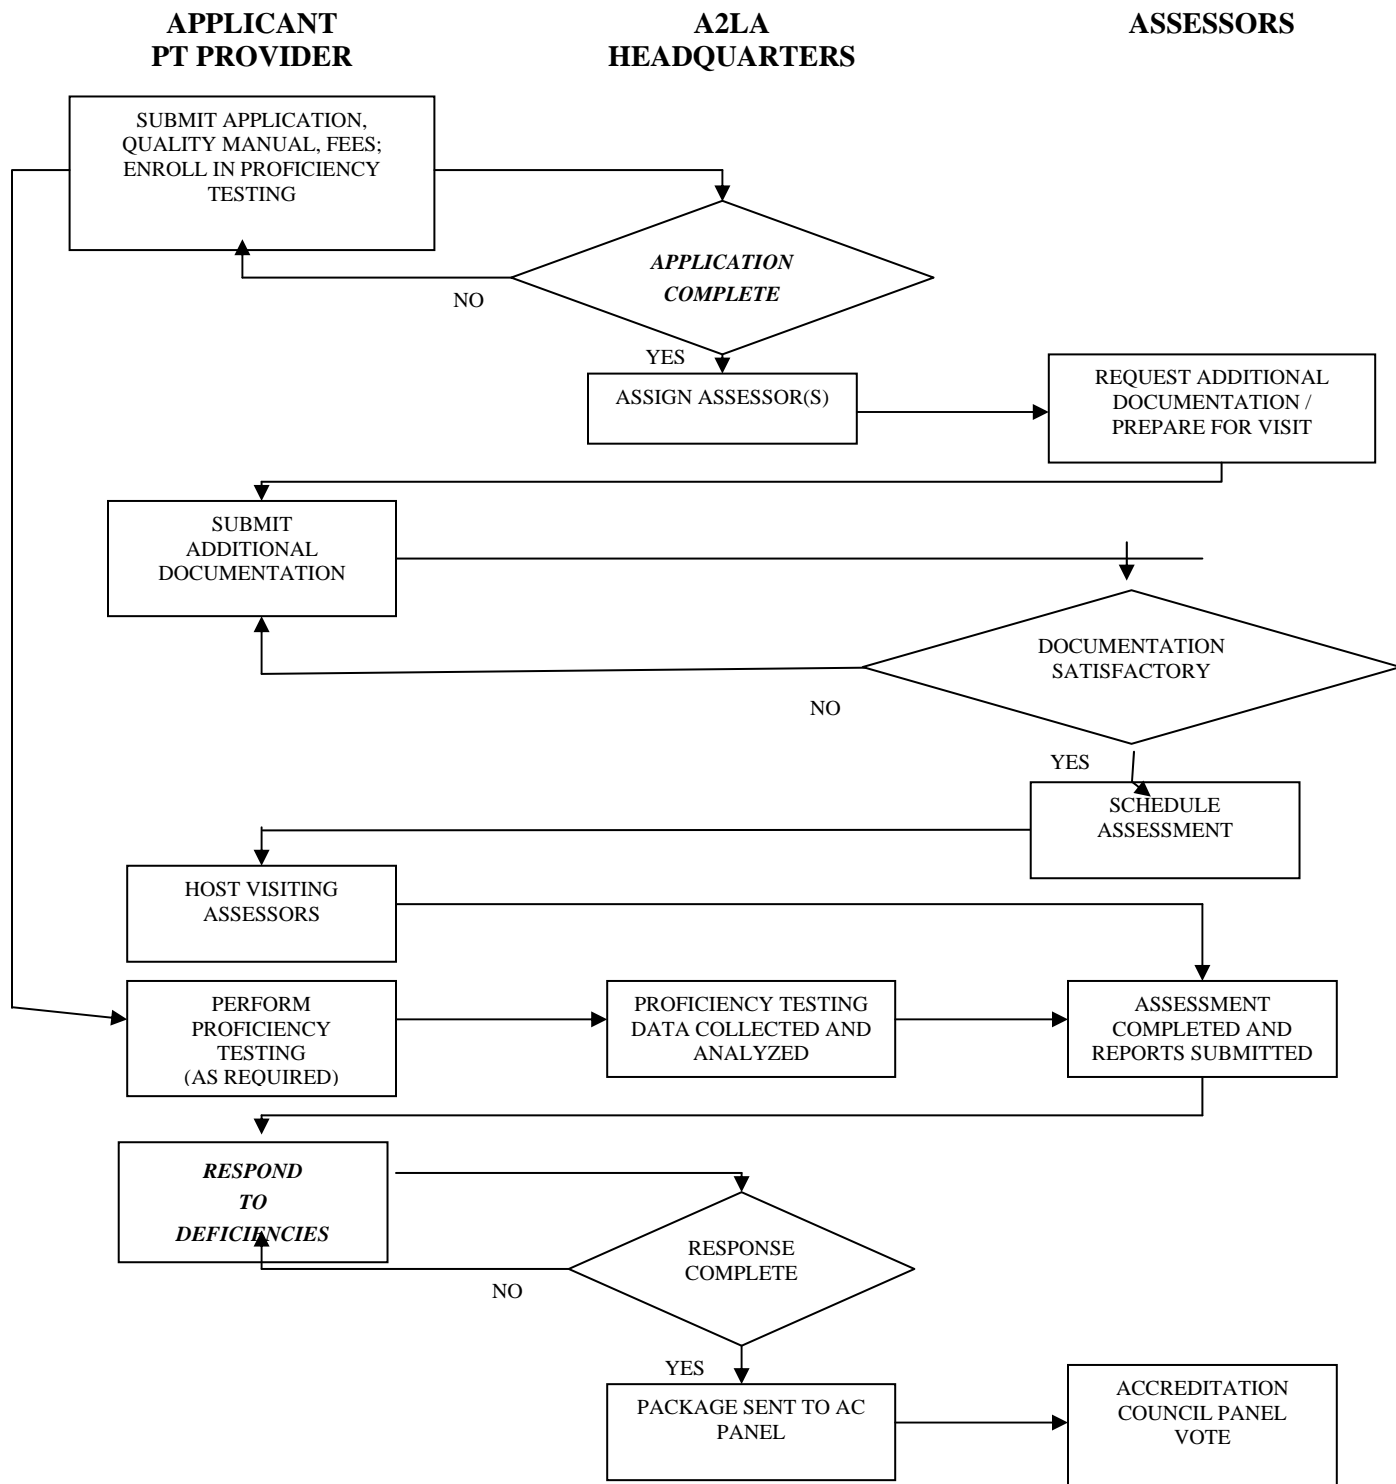 APPLICANT
PT PROVIDER
A2LA
HEADQUARTERS
ASSESSORS
SUBMIT APPLICATION,
QUALITY MANUAL, FEES;
ENROLL IN PROFICIENCY
TESTING
APPLICATION
COMPLETE
NO
YES
ASSIGN ASSESSOR(S)
REQUEST ADDITIONAL
DOCUMENTATION /
PREPARE FOR VISIT
SUBMIT
ADDITIONAL
DOCUMENTATION
DOCUMENTATION
SATISFACTORY
NO
YES
SCHEDULE
ASSESSMENT
HOST VISITING
ASSESSORS
PERFORM
PROFICIENCY
TESTING
(AS REQUIRED)
PROFICIENCY TESTING
DATA COLLECTED AND
ANALYZED
ASSESSMENT
COMPLETED AND
REPORTS SUBMITTED
RESPOND
TO
DEFICIENCIES
RESPONSE
COMPLETE
NO
YES
PACKAGE SENT TO AC
PANEL
ACCREDITATION
COUNCIL PANEL
VOTE